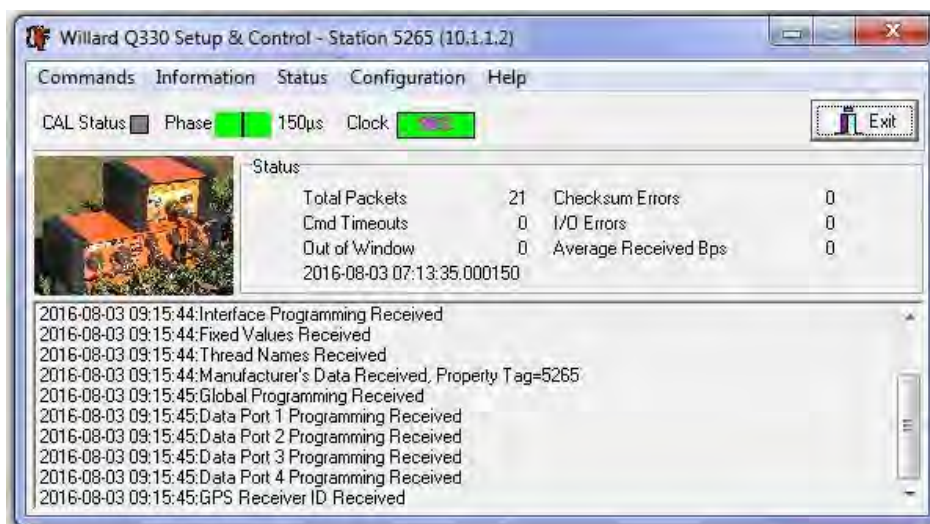 Willard Q330 Setup & Control - Station 5265 (10.1.1.2)
Commands Information Status Configuration Help
CAL Status Phase 150µs Clock Exit
Status
Total Packets 21 Checksum Errors 0
Cmd Timeouts 0 I/O Errors 0
Out of Window 0 Average Received Bps 0
2016-08-03 07:13:35.000150
2016-08-03 09:15:44:Interface Programming Received
2016-08-03 09:15:44:Fixed Values Received
2016-08-03 09:15:44:Thread Names Received
2016-08-03 09:15:44:Manufacturer's Data Received, Property Tag=5265
2016-08-03 09:15:45:Global Programming Received
2016-08-03 09:15:45:Data Port 1 Programming Received
2016-08-03 09:15:45:Data Port 2 Programming Received
2016-08-03 09:15:45:Data Port 3 Programming Received
2016-08-03 09:15:45:Data Port 4 Programming Received
2016-08-03 09:15:45:GPS Receiver ID Received